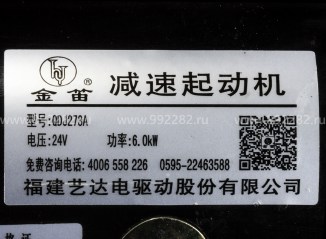 金笛® 减速起动机
型号:QDJ273A
电压:24V 功率:6.0kW
免费咨询电话:4006 558 226 0595-22463588
福建艺达电驱动股份有限公司
格证
www.992282.ru